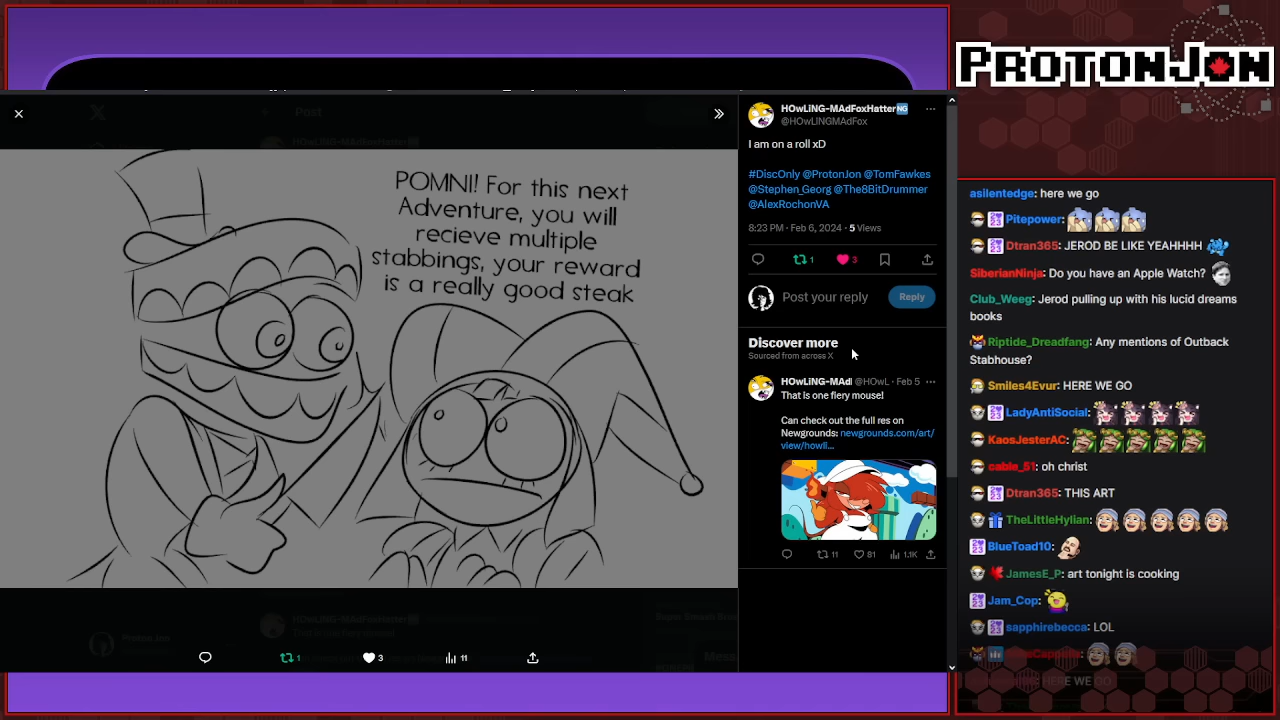 PROTONJON
Post
HOwLiNG-MAdFoxHatter NG
@HOwLINGMAdFox
I am on a roll xD
#DiscOnly @ProtonJon @TomFawkes
@Stephen_Georg @The8BitDrummer
@AlexRochonVA
8:23 PM · Feb 6, 2024 · 5 Views
1
3
Post your reply
Reply
Discover more
Sourced from across X
HOwLiNG-MAd @HOwL · Feb 5
That is one fiery mouse!
Can check out the full res on
Newgrounds: newgrounds.com/art/
view/howli...
11
81
1.1K
POMNI! For this next
Adventure, you will
recieve multiple
stabbings, your reward
is a really good steak
1
3
11
asilentedge: here we go
Pitepower:
Dtran365: JEROD BE LIKE YEAHHHH
SiberianNinja: Do you have an Apple Watch?
Club_Weeg: Jerod pulling up with his lucid dreams
books
Riptide_Dreadfang: Any mentions of Outback
Stabhouse?
Smiles4Evur: HERE WE GO
LadyAntiSocial:
KaosJesterAC:
cable_51: oh christ
Dtran365: THIS ART
TheLittleHylian:
BlueToad10:
JamesE_P: art tonight is cooking
Jam_Cop:
sapphirebecca: LOL
HERE WE GO